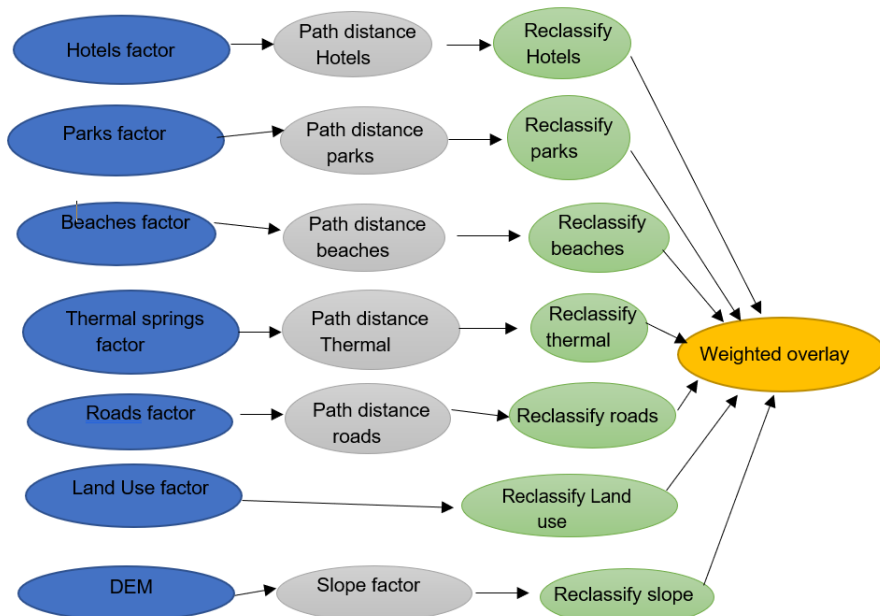 Hotels factor
Path distance
Hotels
Reclassify
Hotels
Parks factor
Path distance
parks
Reclassify
parks
Beaches factor
Path distance
beaches
Reclassify
beaches
Thermal springs
factor
Path distance
Thermal
Reclassify
thermal
Weighted overlay
Roads factor
Path distance
roads
Reclassify roads
Land Use factor
Reclassify Land
use
DEM
Slope factor
Reclassify slope